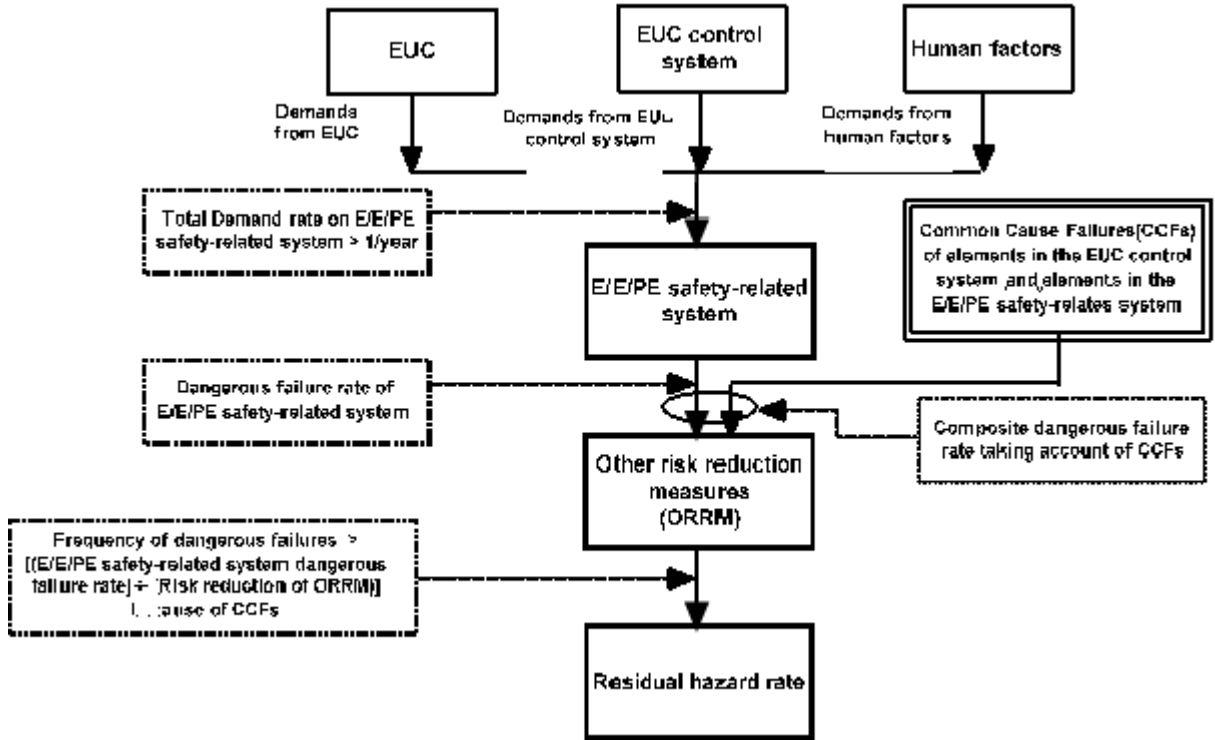 EUC
EUC control
system
Human factors
Demands
from EUC
Demands from EUC
control system
Demands from
Human factors
Total Demand rate on E/E/PE
safety-related system > 1/year
Common Cause Failures(CCFs)
of elements in the EUC control
system and elements in the
E/E/PE safety-relates system
E/E/PE safety-related
system
Dangerous failure rate of
E/E/PE safety-related system
Composite dangerous failure
rate taking account of CCFs
Other risk reduction
measures
(ORRM)
Frequency of dangerous failures >
[(E/E/PE safety-related system dangerous
failure rate) ÷ (Risk reduction of ORRM)]
of CCFs
Residual hazard rate